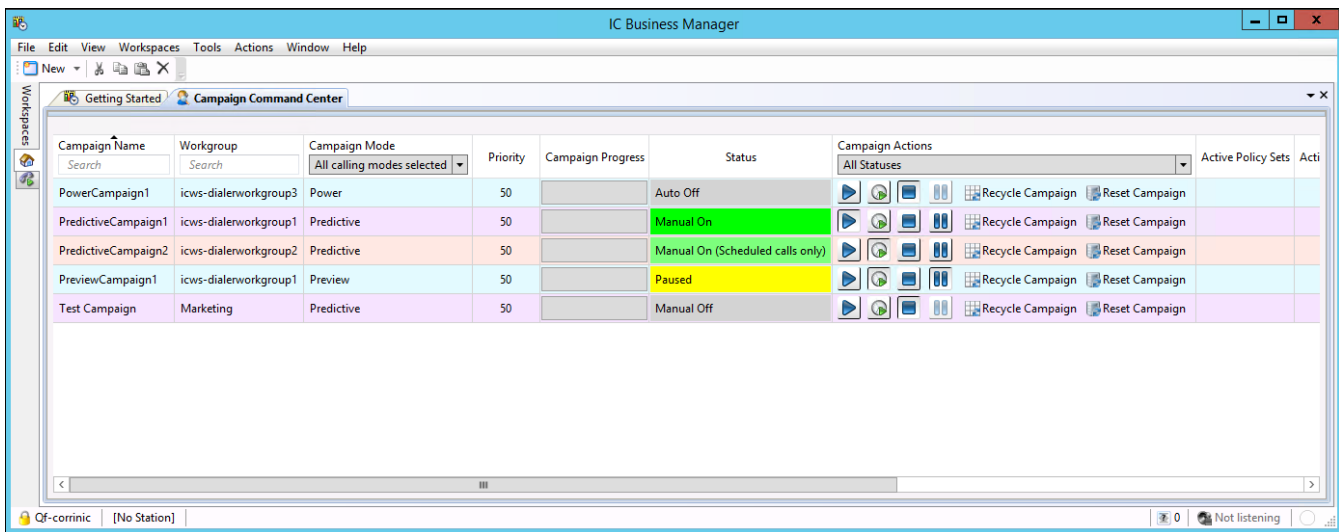 IC Business Manager
File Edit View Workspaces Tools Actions Window Help
New
Workspaces
Getting Started Campaign Command Center
Campaign Name Workgroup Campaign Mode Priority Campaign Progress Status Campaign Actions Active Policy Sets Acti
Search Search All calling modes selected All Statuses
PowerCampaign1 icws-dialerworkgroup3 Power 50 Auto Off Recycle Campaign Reset Campaign
PredictiveCampaign1 icws-dialerworkgroup1 Predictive 50 Manual On Recycle Campaign Reset Campaign
PredictiveCampaign2 icws-dialerworkgroup2 Predictive 50 Manual On (Scheduled calls only) Recycle Campaign Reset Campaign
PreviewCampaign1 icws-dialerworkgroup1 Preview 50 Paused Recycle Campaign Reset Campaign
Test Campaign Marketing Predictive 50 Manual Off Recycle Campaign Reset Campaign
Qf-corrinic [No Station] 0 Not listening